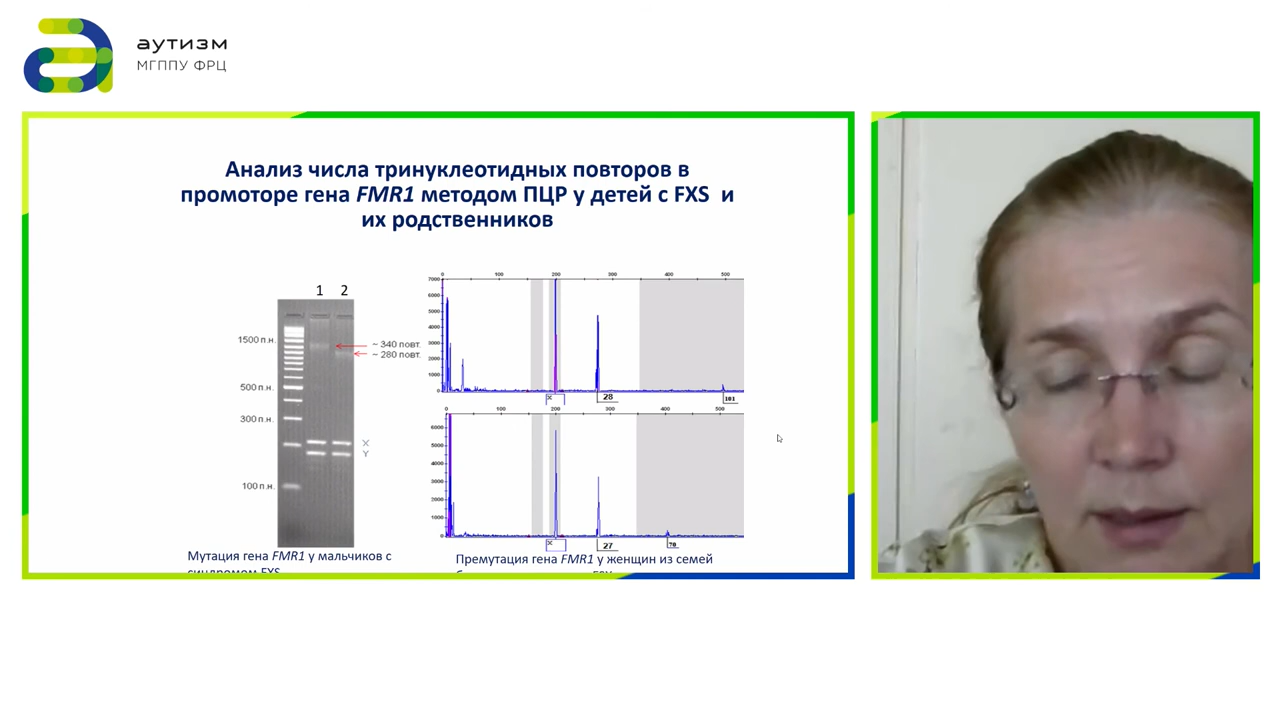 аутизм
МГППУ ФРЦ
Анализ числа тринуклеотидных повторов в
промоторе гена FMR1 методом ПЦР у детей с FXS и
их родственников
1 2
1500 п.н.
500 п.н.
300 п.н.
100 п.н.
~ 340 повт.
~ 280 повт.
X
Y
0 100 200 300 400 500
7000
6000
5000
4000
3000
2000
1000
0
X 28 101
0 100 200 300 400 500
6000
5000
4000
3000
2000
1000
0
X 27 70
Мутация гена FMR1 у мальчиков с
Премутация гена FMR1 у женщин из семей